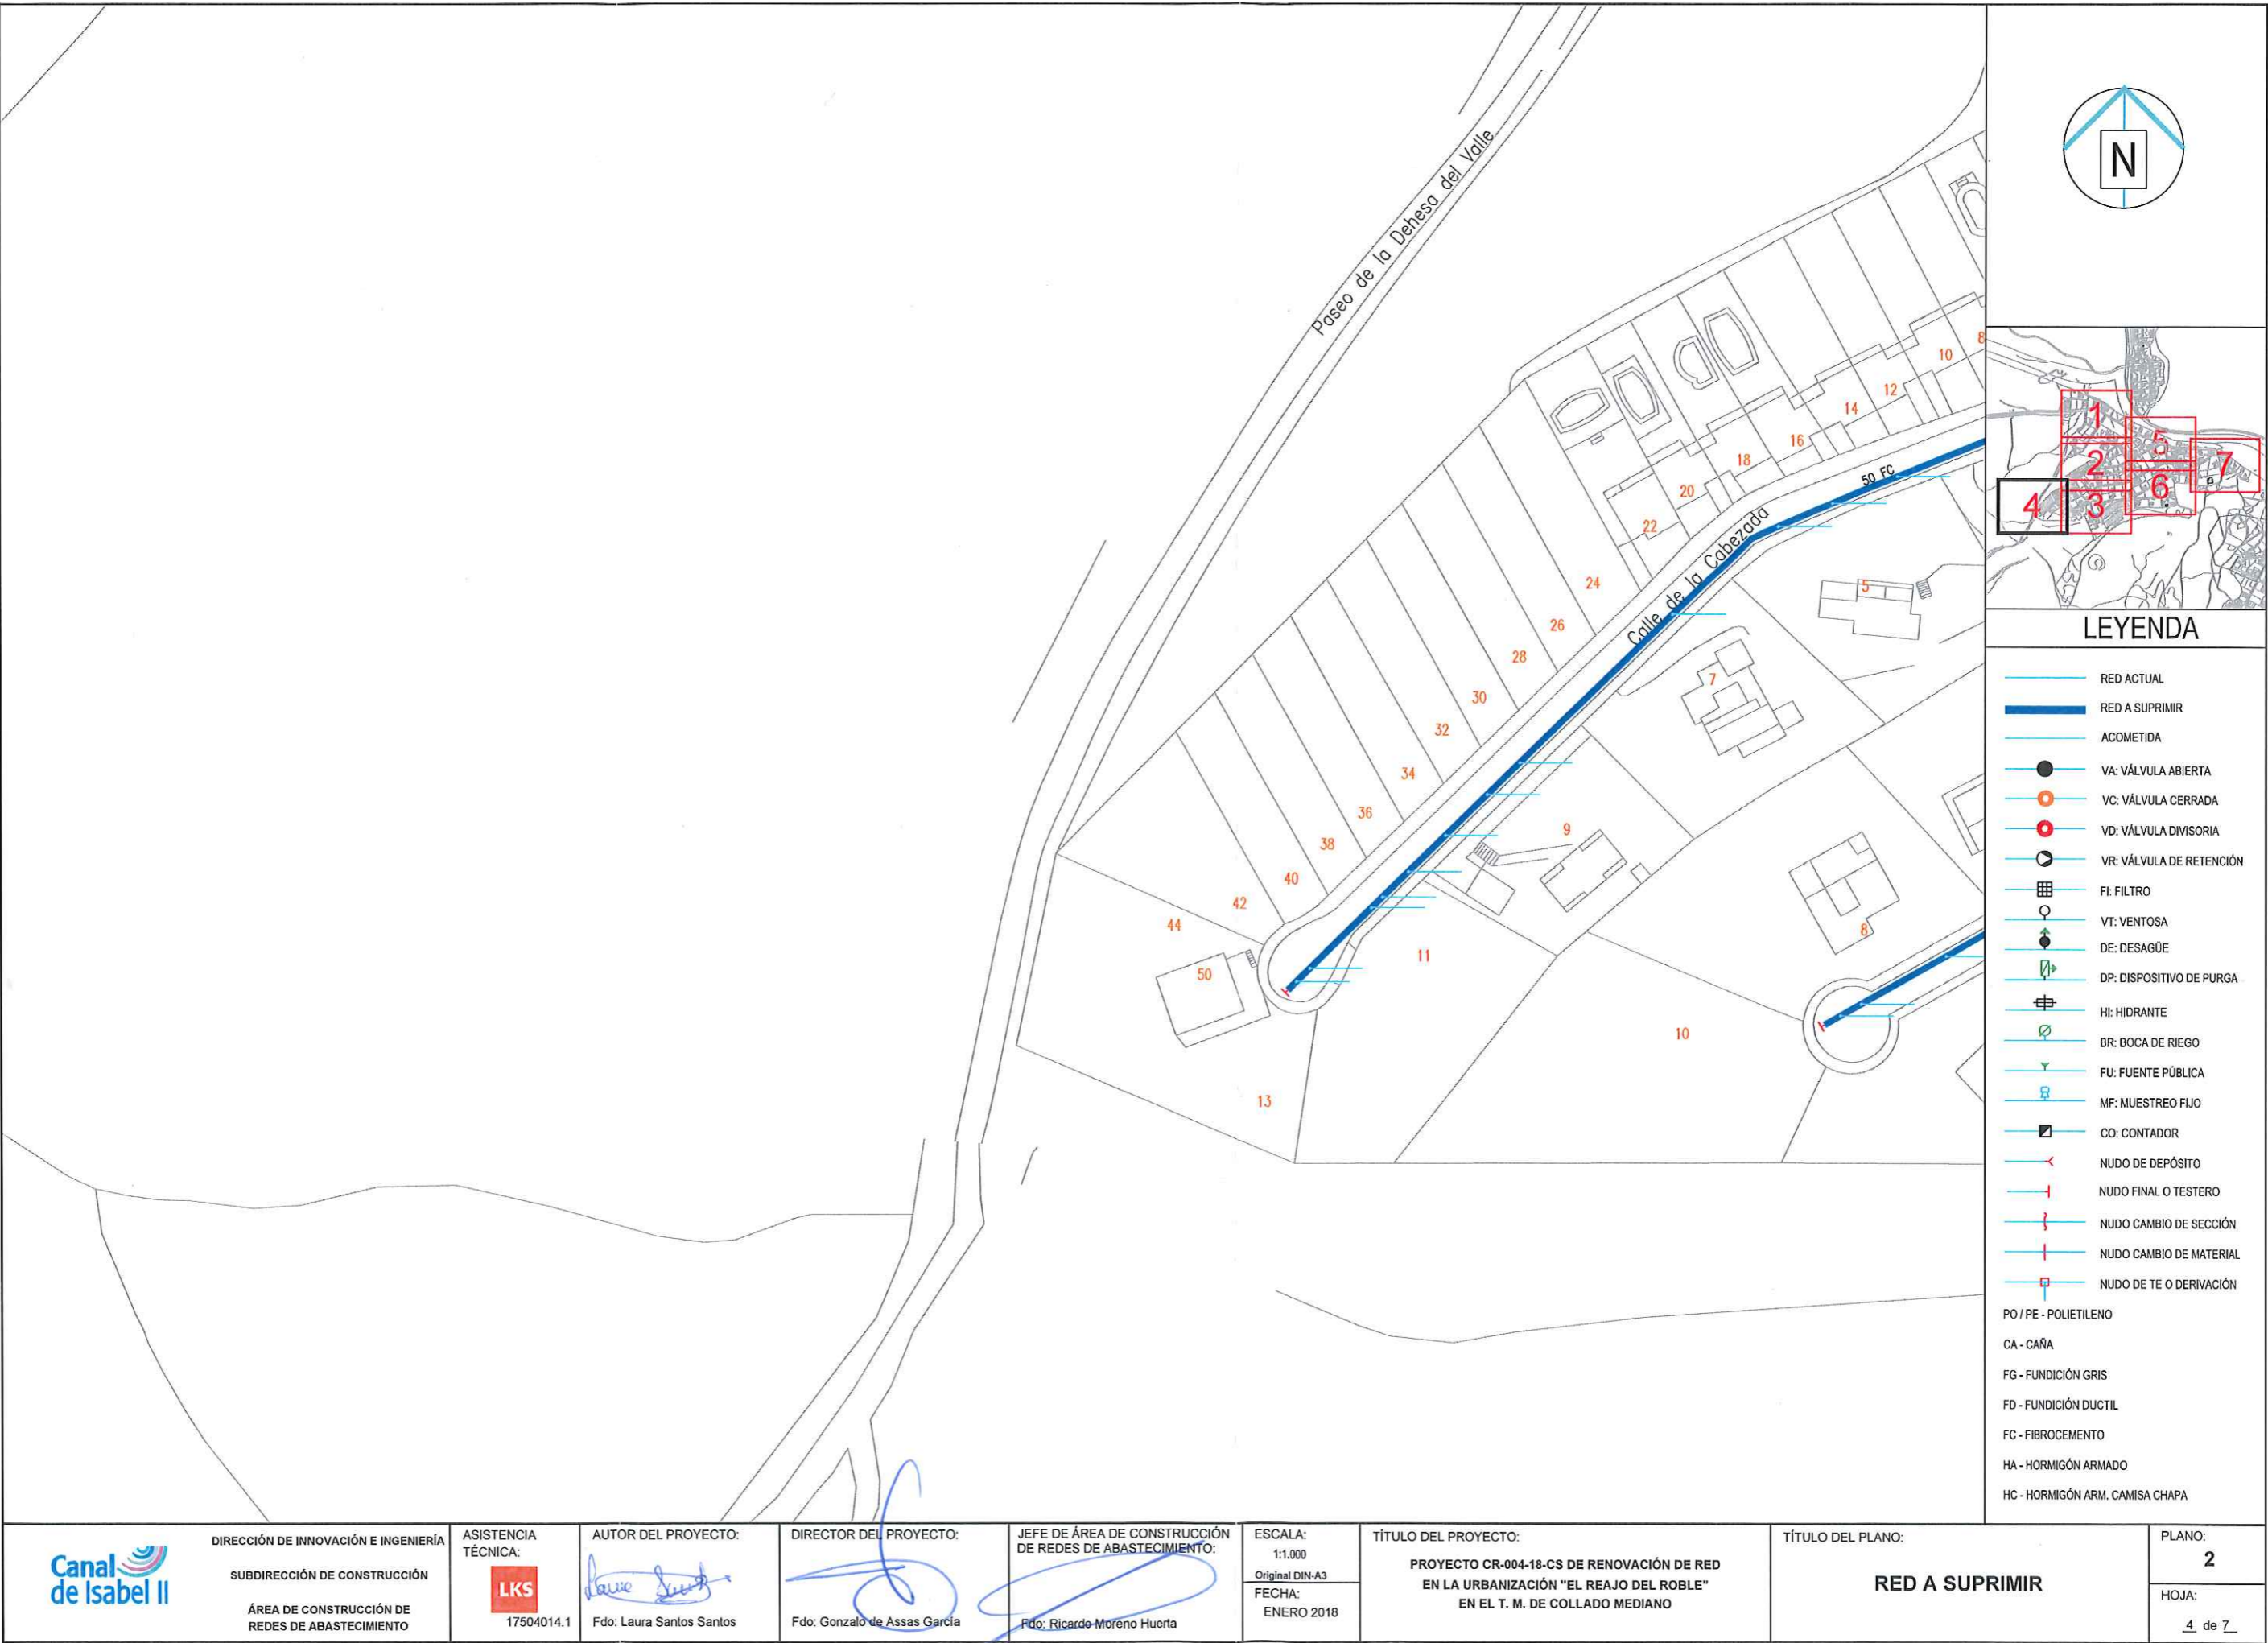 Paseo de la Dehesa del Valle
Calle de la Cabezada
50 FC
8
10
12
14
16
18
20
22
24
26
28
30
32
34
36
38
40
42
44
50
5
7
9
11
8
10
13
N
1
5
2
7
6
4
3
LEYENDA
RED ACTUAL
RED A SUPRIMIR
ACOMETIDA
VA: VÁLVULA ABIERTA
VC: VÁLVULA CERRADA
VD: VÁLVULA DIVISORIA
VR: VÁLVULA DE RETENCIÓN
FI: FILTRO
VT: VENTOSA
DE: DESAGÜE
DP: DISPOSITIVO DE PURGA
HI: HIDRANTE
BR: BOCA DE RIEGO
FU: FUENTE PÚBLICA
MF: MUESTREO FIJO
CO: CONTADOR
NUDO DE DEPÓSITO
NUDO FINAL O TESTERO
NUDO CAMBIO DE SECCIÓN
NUDO CAMBIO DE MATERIAL
NUDO DE TE O DERIVACIÓN
PO / PE - POLIETILENO
CA - CAÑA
FG - FUNDICIÓN GRIS
FD - FUNDICIÓN DUCTIL
FC - FIBROCEMENTO
HA - HORMIGÓN ARMADO
HC - HORMIGÓN ARM. CAMISA CHAPA
Canal
de Isabel II
DIRECCIÓN DE INNOVACIÓN E INGENIERÍA
SUBDIRECCIÓN DE CONSTRUCCIÓN
ÁREA DE CONSTRUCCIÓN DE
REDES DE ABASTECIMIENTO
ASISTENCIA
TÉCNICA:
LKS
17504014.1
AUTOR DEL PROYECTO:
Fdo: Laura Santos Santos
DIRECTOR DEL PROYECTO:
Fdo: Gonzalo de Assas García
JEFE DE ÁREA DE CONSTRUCCIÓN
DE REDES DE ABASTECIMIENTO:
Fdo: Ricardo Moreno Huerta
ESCALA:
1:1.000
Original DIN-A3
FECHA:
ENERO 2018
TÍTULO DEL PROYECTO:
PROYECTO CR-004-18-CS DE RENOVACIÓN DE RED
EN LA URBANIZACIÓN "EL REAJO DEL ROBLE"
EN EL T. M. DE COLLADO MEDIANO
TÍTULO DEL PLANO:
RED A SUPRIMIR
PLANO:
2
HOJA:
4 de 7